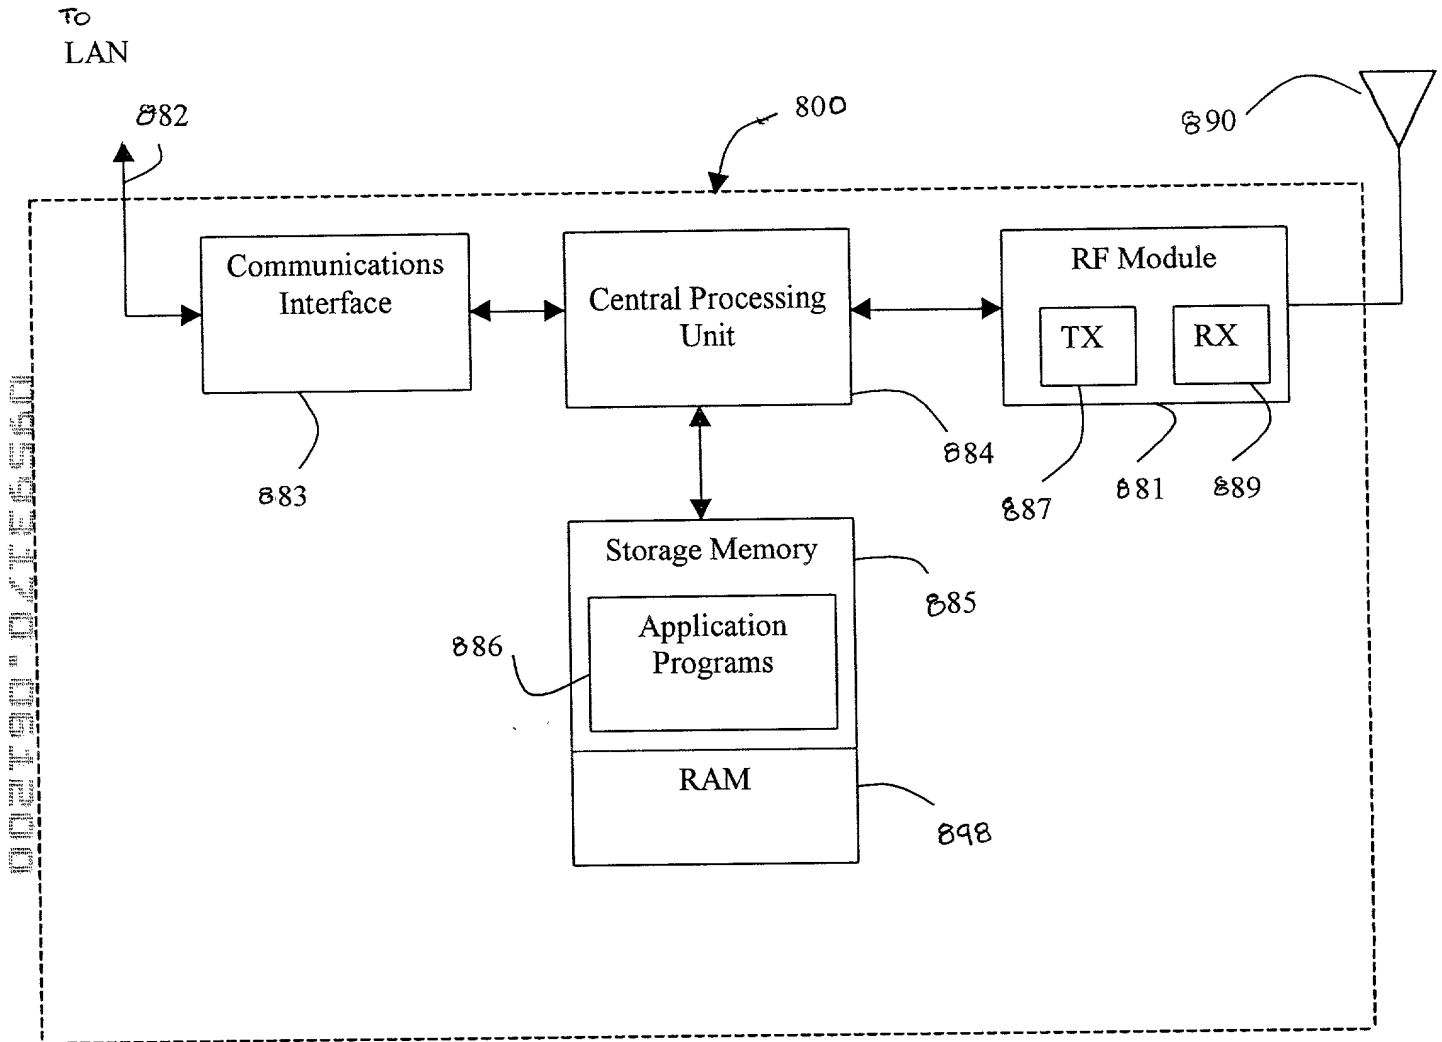 TO
LAN
882
800
890
Communications
Interface
Central Processing
Unit
RF Module
TX
RX
883
884
887
881
889
Storage Memory
885
886
Application
Programs
RAM
898